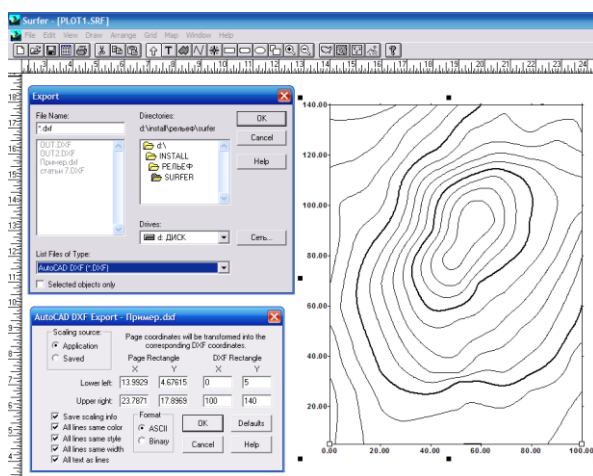 Surfer - [PLOT1.SRF]
File Edit View Draw Arrange Grid Map Window Help
Export
File Name:
*.dxf
OUT.DXF
OUT2.DXF
Пример.dxf
статьи 7.DXF
Directories:
d:\install\рельеф\surfer
d:\
INSTALL
РЕЛЬЕФ
SURFER
OK
Cancel
Help
Drives:
d: ДИСК
Сеть...
List Files of Type:
AutoCAD DXF (*.DXF)
Selected objects only
AutoCAD DXF Export - Пример.dxf
Scaling source:
Application
Saved
Page coordinates will be transformed into the
corresponding DXF coordinates.
Page Rectangle DXF Rectangle
X Y X Y
Lower left: 13.9929 4.67615 0 5
Upper right: 23.7871 17.8969 100 140
Save scaling info
All lines same color
All lines same style
All lines same width
All text as lines
Format
ASCII
Binary
OK Defaults
Cancel Help
140.00
120.00
100.00
80.00
60.00
40.00
20.00
0.00 20.00 40.00 60.00 80.00 100.00